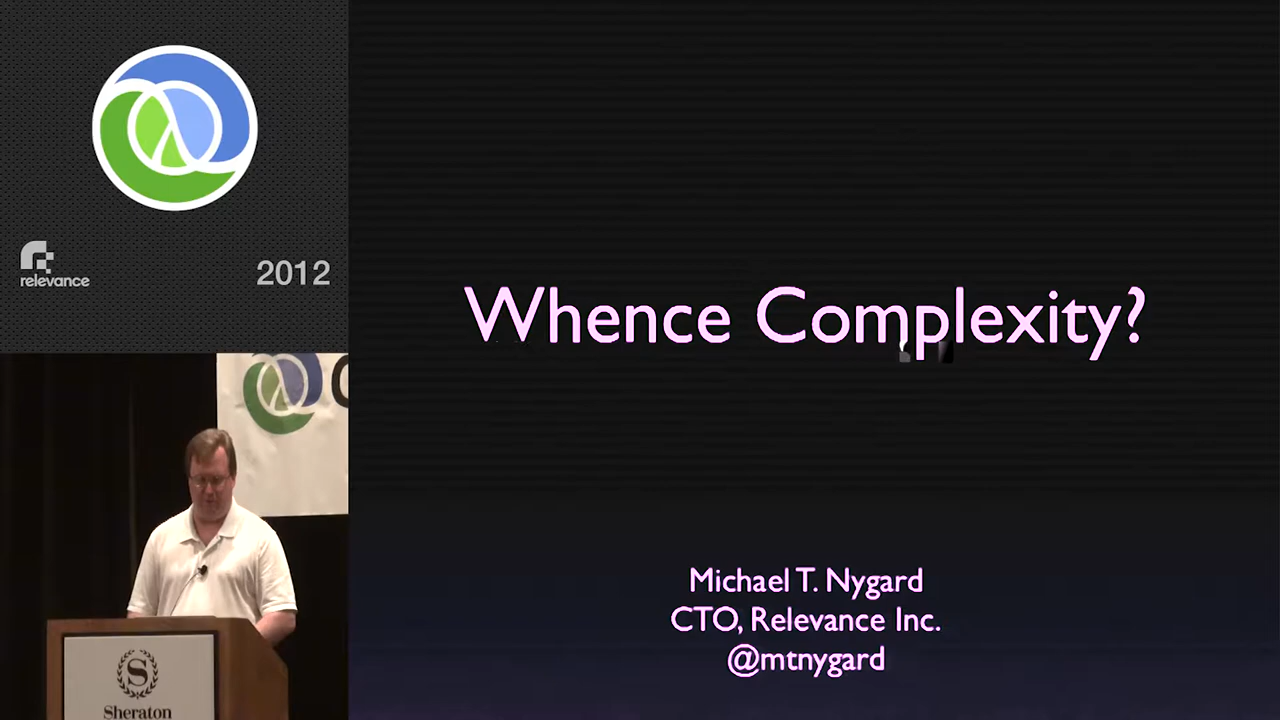 relevance
2012
Whence Complexity?
Michael T. Nygard
CTO, Relevance Inc.
@mtnygard
S
Sheraton